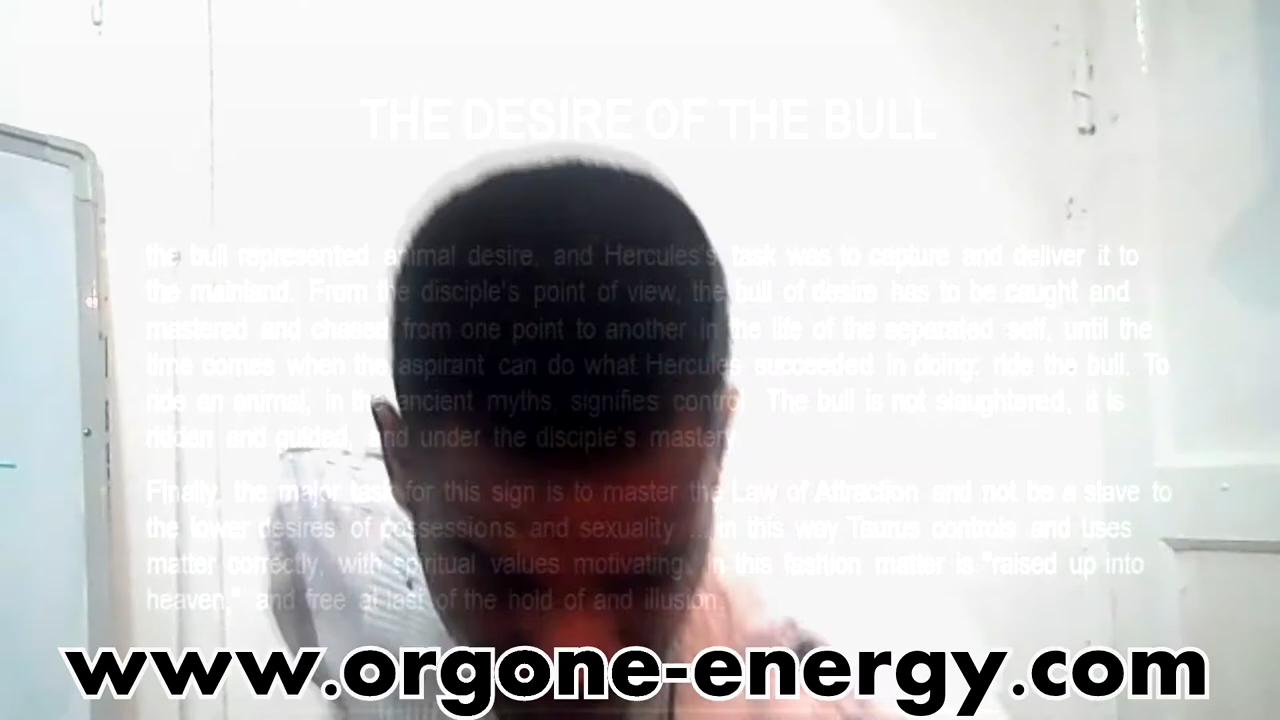 THE DESIRE OF THE BULL
the bull represented animal desire, and Hercules's task was to capture and deliver it to
the mainland. From the disciple's point of view, the bull of desire has to be caught and
mastered and chased from one point to another in the life of the separated self, until the
time comes when the aspirant can do what Hercules succeeded in doing: ride the bull. To
ride an animal, in the ancient myths, signifies control. The bull is not slaughtered, it is
ridden and guided, and under the disciple's mastery.
Finally, the major task for this sign is to master the Law of Attraction and not be a slave to
the lower desires of possessions and sexuality ... in this way Taurus controls and uses
matter correctly, with spiritual values motivating, in this fashion matter is "raised up into
heaven," and free at last of the hold of and illusion.
www.orgone-energy.com